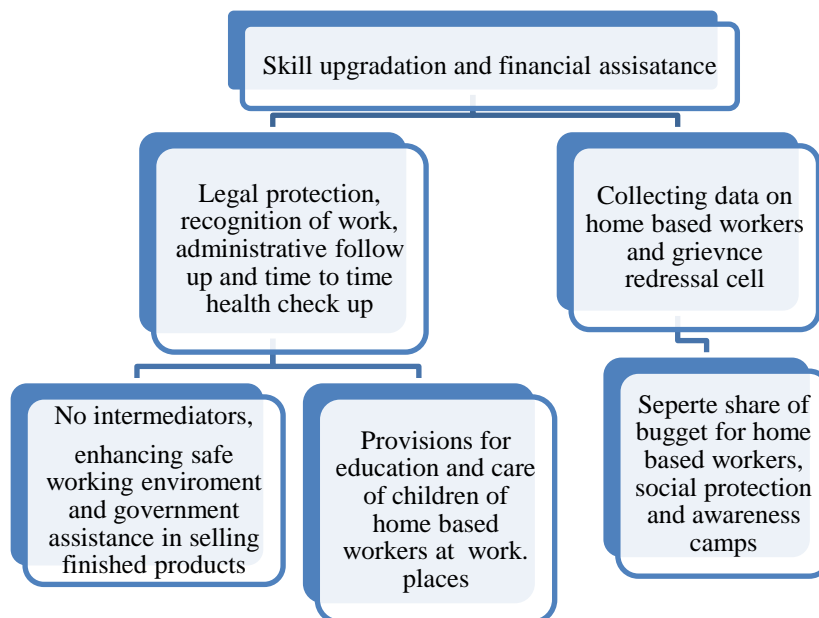 Skill upgradation and financial assisatance
Legal protection,
recognition of work,
administrative follow
up and time to time
health check up
Collecting data on
home based workers
and grievnce
redressal cell
No intermediators,
enhancing safe
working enviroment
and government
assistance in selling
finished products
Provisions for
education and care
of children of
home based
workers at work.
places
Seperte share of
bugget for home
based workers,
social protection
and awareness
camps